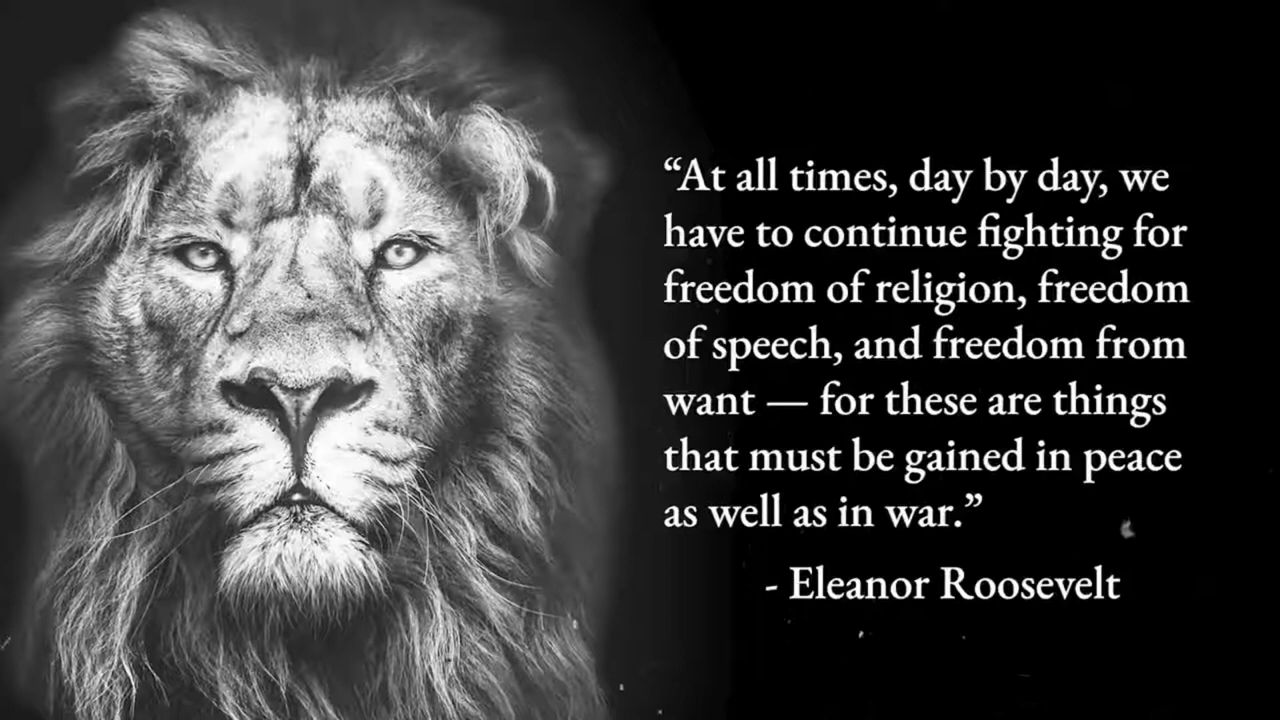 “At all times, day by day, we
have to continue fighting for
freedom of religion, freedom
of speech, and freedom from
want — for these are things
that must be gained in peace
as well as in war.”
- Eleanor Roosevelt